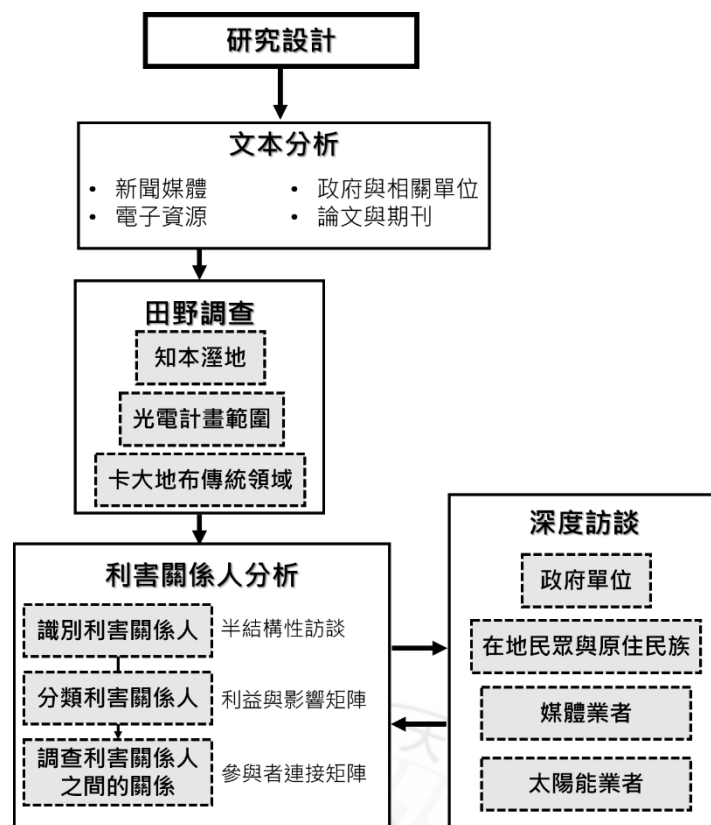 研究設計
文本分析
• 新聞媒體
• 電子資源
• 政府與相關單位
• 論文與期刊
田野調查
知本溼地
光電計畫範圍
卡大地布傳統領域
利害關係人分析
識別利害關係人
半結構性訪談
分類利害關係人
利益與影響矩陣
調查利害關係人
之間的關係
參與者連接矩陣
深度訪談
政府單位
在地民眾與原住民族
媒體業者
太陽能業者
天